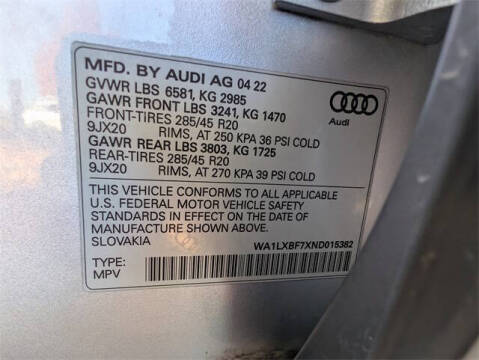 MFD. BY AUDI AG 04 22
GVWR LBS 6581, KG 2985
GAWR FRONT LBS 3241, KG 1470
FRONT-TIRES 285/45 R20
9JX20 RIMS, AT 250 KPA 36 PSI COLD
GAWR REAR LBS 3803, KG 1725
REAR-TIRES 285/45 R20
9JX20 RIMS, AT 270 KPA 39 PSI COLD
Audi
THIS VEHICLE CONFORMS TO ALL APPLICABLE
U.S. FEDERAL MOTOR VEHICLE SAFETY
STANDARDS IN EFFECT ON THE DATE OF
MANUFACTURE SHOWN ABOVE.
SLOVAKIA WA1LXBF7XND015382
TYPE:
MPV